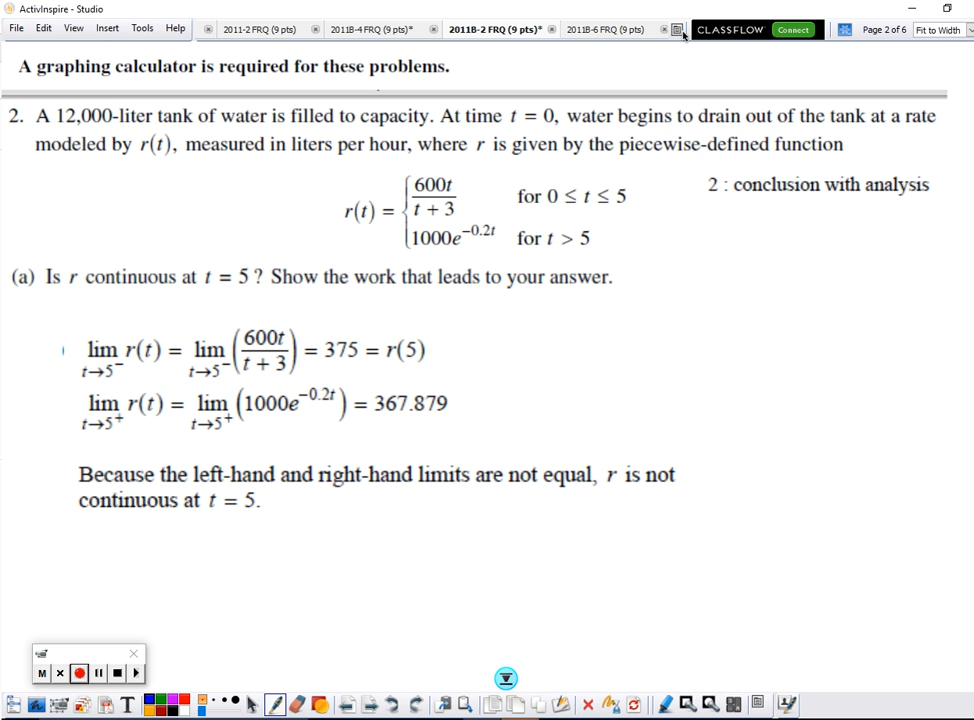 ActivInspire - Studio
File Edit View Insert Tools Help
2011-2 FRQ (9 pts) 2011B-4 FRQ (9 pts)* 2011B-2 FRQ (9 pts)* 2011B-6 FRQ (9 pts)
CLASSFLOW Connect
Page 2 of 6 Fit to Width
A graphing calculator is required for these problems.
2. A 12,000-liter tank of water is filled to capacity. At time t = 0, water begins to drain out of the tank at a rate
modeled by r(t), measured in liters per hour, where r is given by the piecewise-defined function
r(t) = { 600t / (t + 3) for 0 ≤ t ≤ 5
1000e^−0.2t for t > 5
2 : conclusion with analysis
(a) Is r continuous at t = 5 ? Show the work that leads to your answer.
lim t→5⁻ r(t) = lim t→5⁻ (600t / (t + 3)) = 375 = r(5)
lim t→5⁺ r(t) = lim t→5⁺ (1000e^−0.2t) = 367.879
Because the left-hand and right-hand limits are not equal, r is not
continuous at t = 5.
M
T